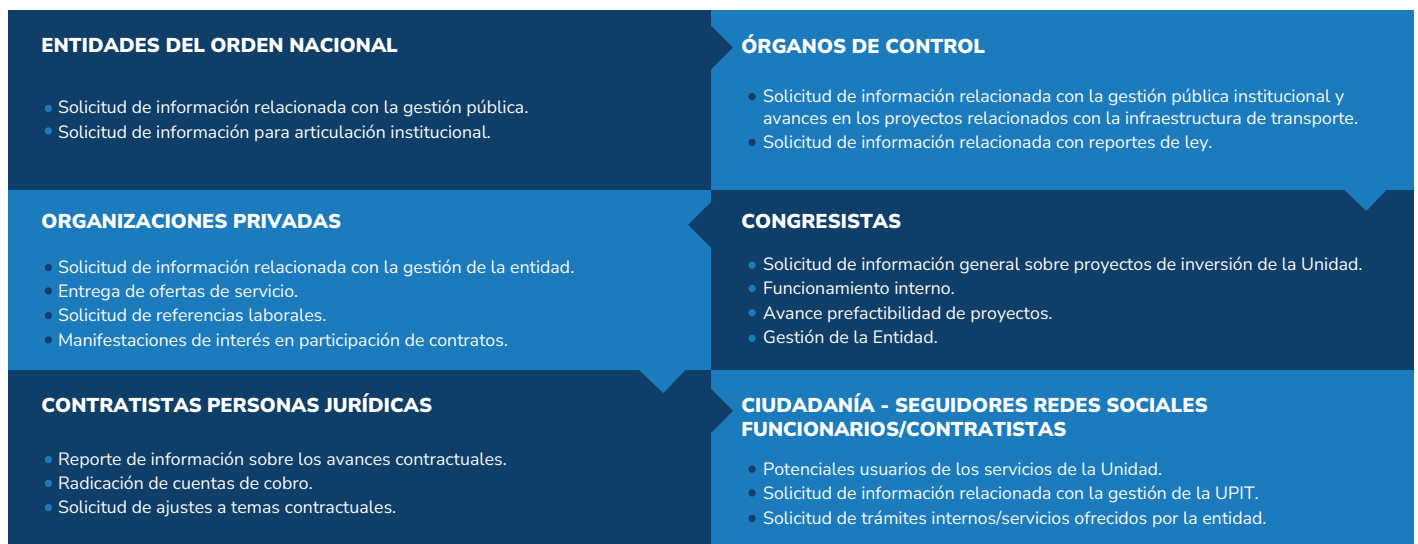 ENTIDADES DEL ORDEN NACIONAL
• Solicitud de información relacionada con la gestión pública.
• Solicitud de información para articulación institucional.
ÓRGANOS DE CONTROL
• Solicitud de información relacionada con la gestión pública institucional y
avances en los proyectos relacionados con la infraestructura de transporte.
• Solicitud de información relacionada con reportes de ley.
ORGANIZACIONES PRIVADAS
• Solicitud de información relacionada con la gestión de la entidad.
• Entrega de ofertas de servicio.
• Solicitud de referencias laborales.
• Manifestaciones de interés en participación de contratos.
CONGRESISTAS
• Solicitud de información general sobre proyectos de inversión de la Unidad.
• Funcionamiento interno.
• Avance prefactibilidad de proyectos.
• Gestión de la Entidad.
CONTRATISTAS PERSONAS JURÍDICAS
• Reporte de información sobre los avances contractuales.
• Radicación de cuentas de cobro.
• Solicitud de ajustes a temas contractuales.
CIUDADANÍA - SEGUIDORES REDES SOCIALES
FUNCIONARIOS/CONTRATISTAS
• Potenciales usuarios de los servicios de la Unidad.
• Solicitud de información relacionada con la gestión de la UPIT.
• Solicitud de trámites internos/servicios ofrecidos por la entidad.